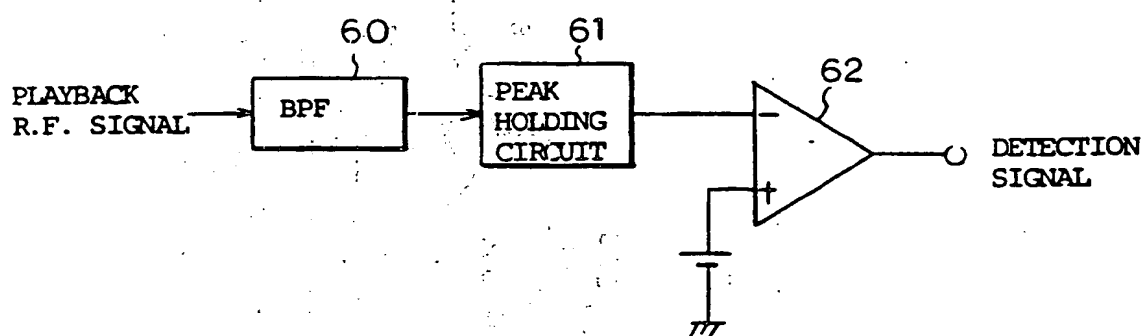 60
61
62
PLAYBACK
R.F. SIGNAL
BPF
PEAK
HOLDING
CIRCUIT
−
+
DETECTION
SIGNAL